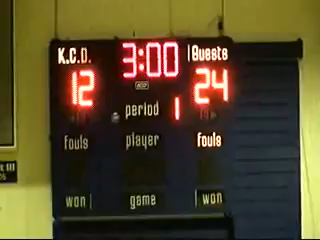 K.C.D. 3:00 Guests
12 24
period 1
fouls player fouls
won game won